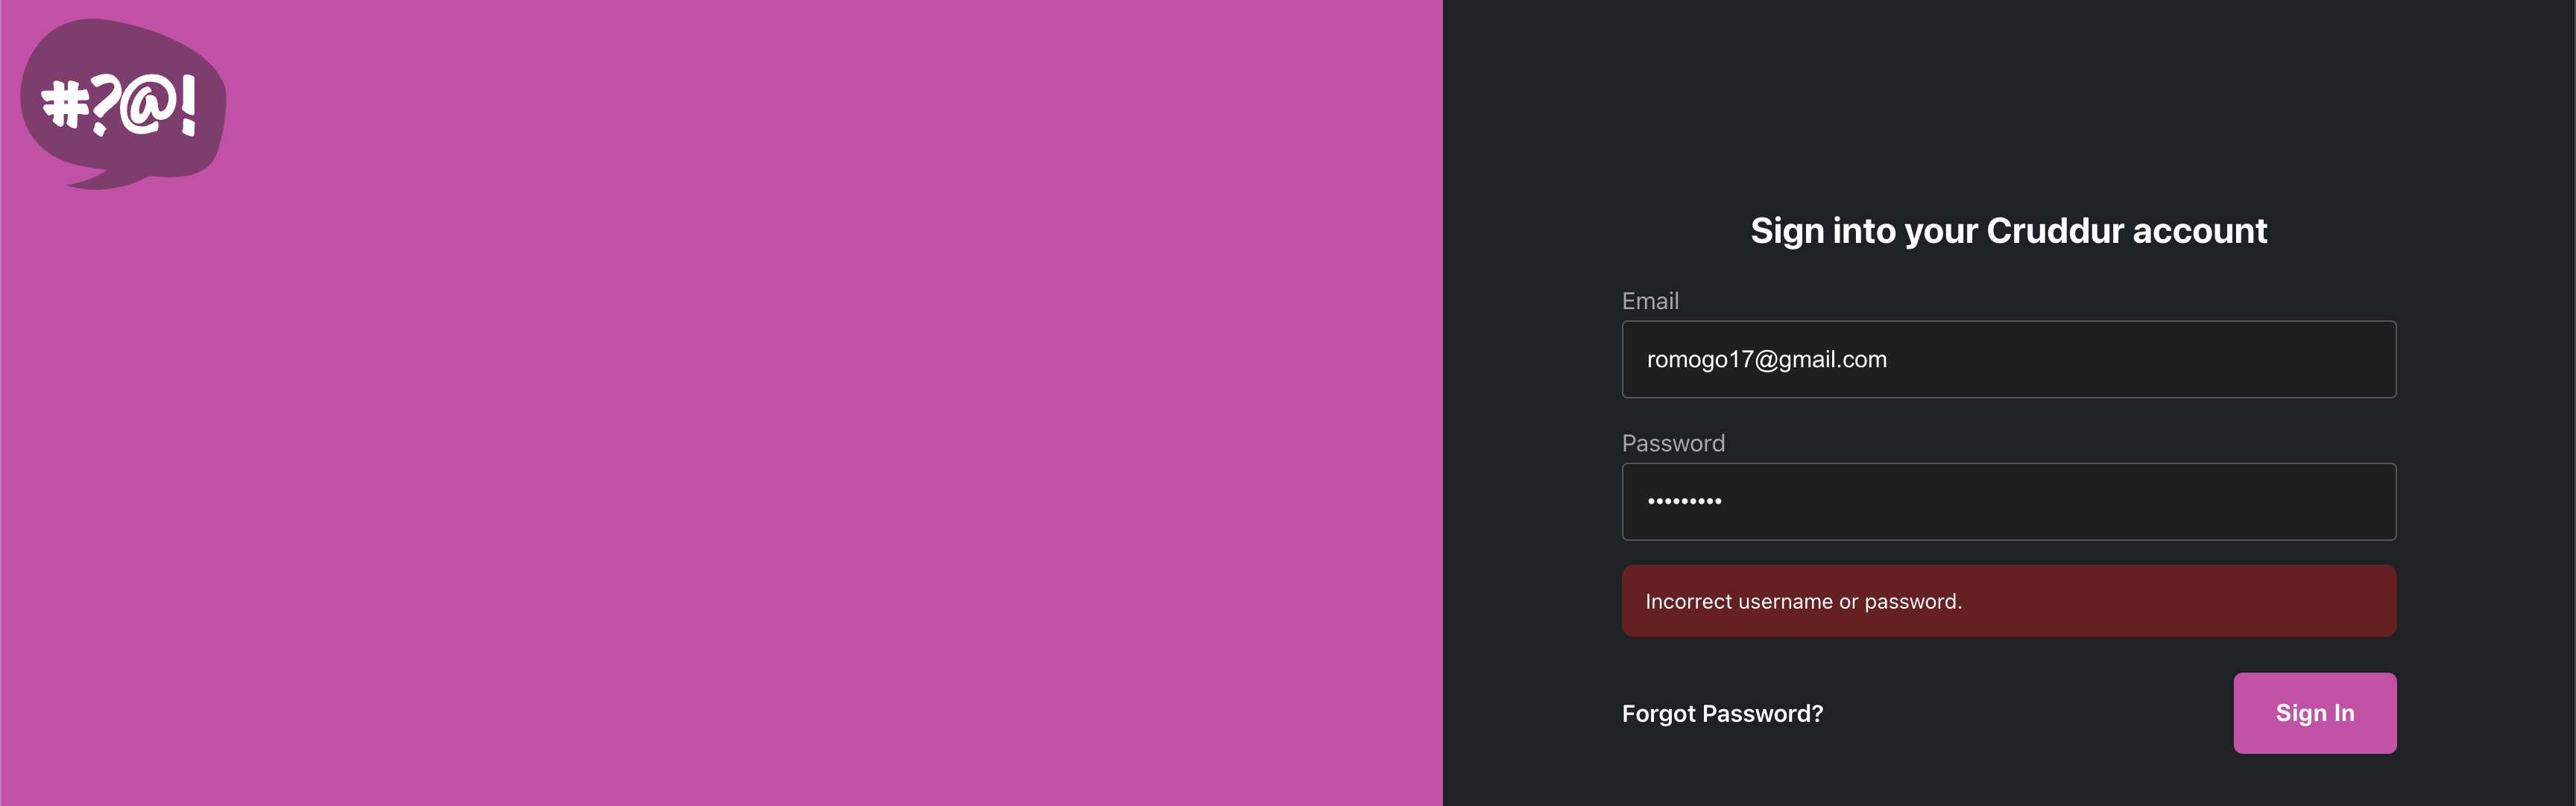 #?@!
Sign into your Cruddur account
Email
romogo17@gmail.com
Password
•••••••••
Incorrect username or password.
Forgot Password?
Sign In